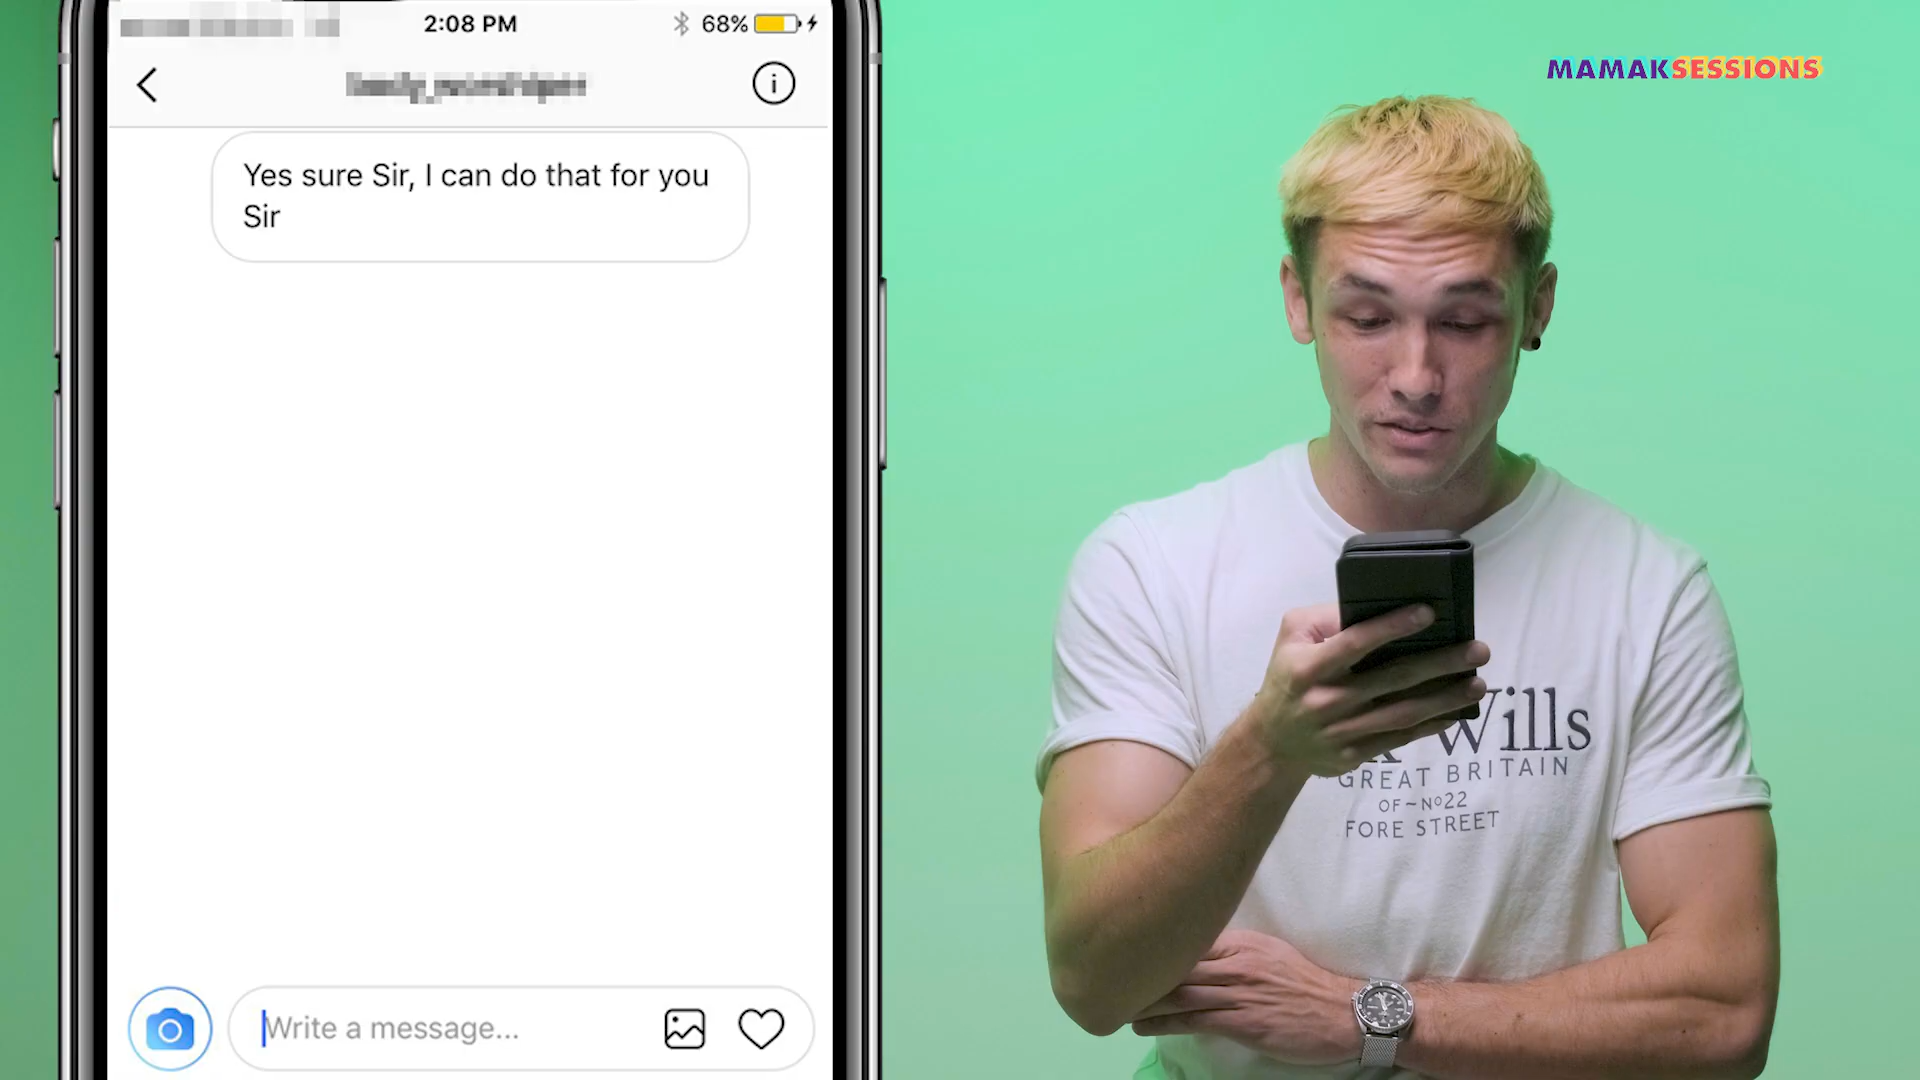 2:08 PM
68%
MAMAKSESSIONS
Yes sure Sir, I can do that for you
Sir
Write a message...
Wills
GREAT BRITAIN
OF~Nº22
FORE STREET